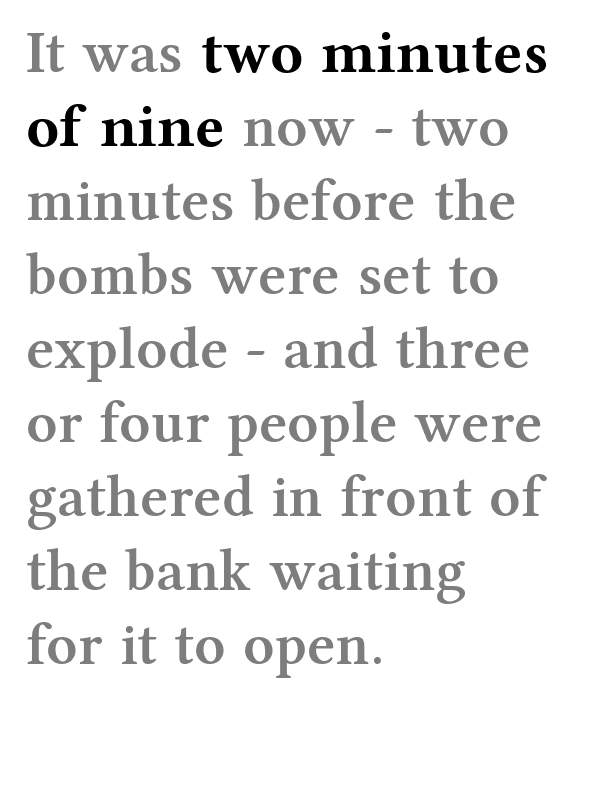 It was two minutes
of nine now - two
minutes before the
bombs were set to
explode - and three
or four people were
gathered in front of
the bank waiting
for it to open.